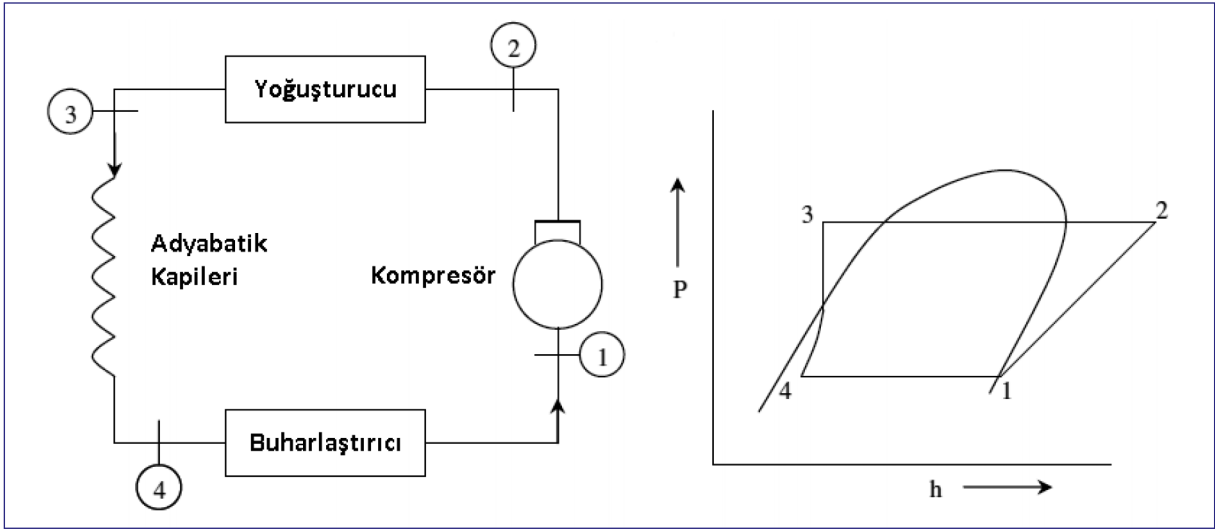 Yoğuşturucu
2
3
Adyabatik
Kapileri
Kompresör
1
Buharlaştırıcı
4
P
3
2
4
1
h